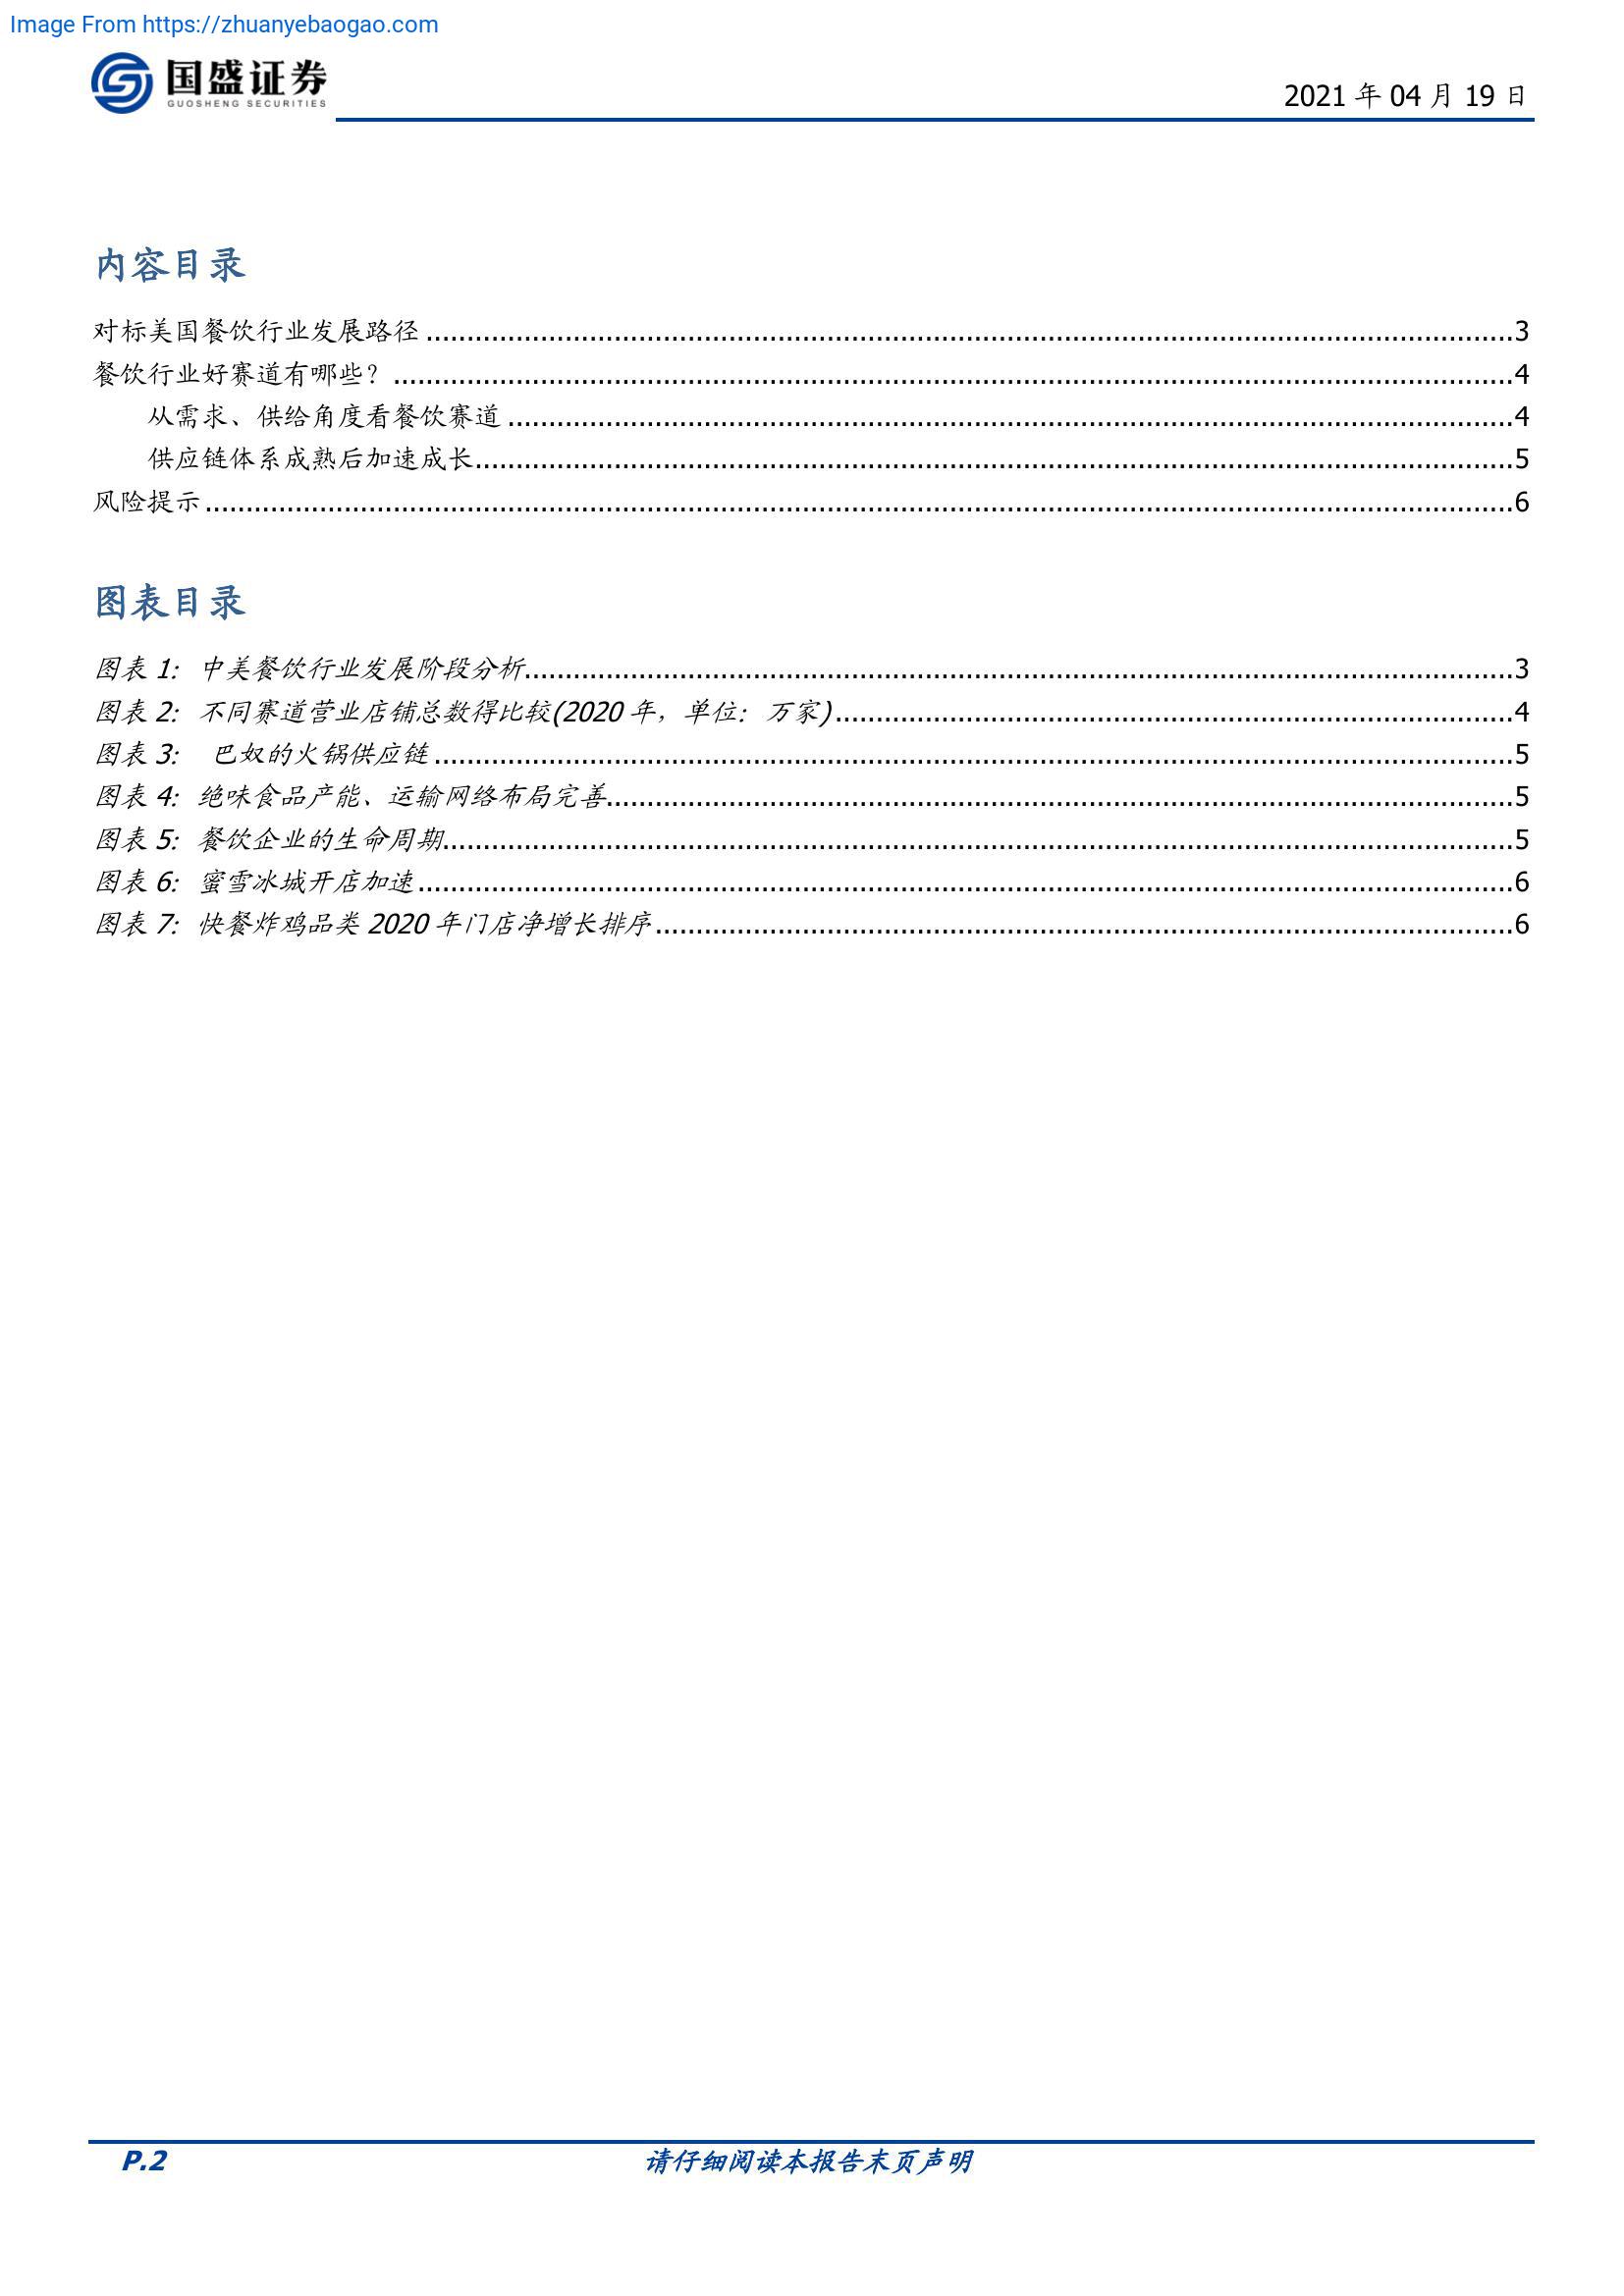 Image From https://zhuanyebaogao.com
国盛证券
GUOSHENG SECURITIES
2021 年 04 月 19 日
内容目录
对标美国餐饮行业发展路径 ................................................................ 3
餐饮行业好赛道有哪些？ ................................................................ 4
从需求、供给角度看餐饮赛道 ................................................................ 4
供应链体系成熟后加速成长 ................................................................ 5
风险提示 ................................................................ 6
图表目录
图表 1: 中美餐饮行业发展阶段分析 ................................................................ 3
图表 2: 不同赛道营业店铺总数得比较(2020 年，单位：万家) ................................................................ 4
图表 3: 巴奴的火锅供应链 ................................................................ 5
图表 4: 绝味食品产能、运输网络布局完善 ................................................................ 5
图表 5: 餐饮企业的生命周期 ................................................................ 5
图表 6: 蜜雪冰城开店加速 ................................................................ 6
图表 7: 快餐炸鸡品类 2020 年门店净增长排序 ................................................................ 6
P.2
请仔细阅读本报告末页声明